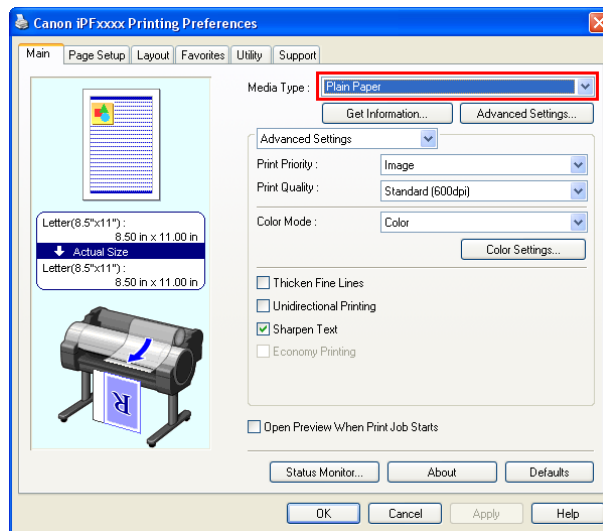 Canon iPFxxxx Printing Preferences
Main Page Setup Layout Favorites Utility Support
Media Type : Plain Paper
Get Information... Advanced Settings...
Advanced Settings
Print Priority : Image
Print Quality : Standard (600dpi)
Color Mode : Color
Color Settings...
Letter(8.5"x11") :
8.50 in x 11.00 in
Actual Size
Letter(8.5"x11") :
8.50 in x 11.00 in
Thicken Fine Lines
Unidirectional Printing
Sharpen Text
Economy Printing
R
Open Preview When Print Job Starts
Status Monitor... About Defaults
OK Cancel Apply Help